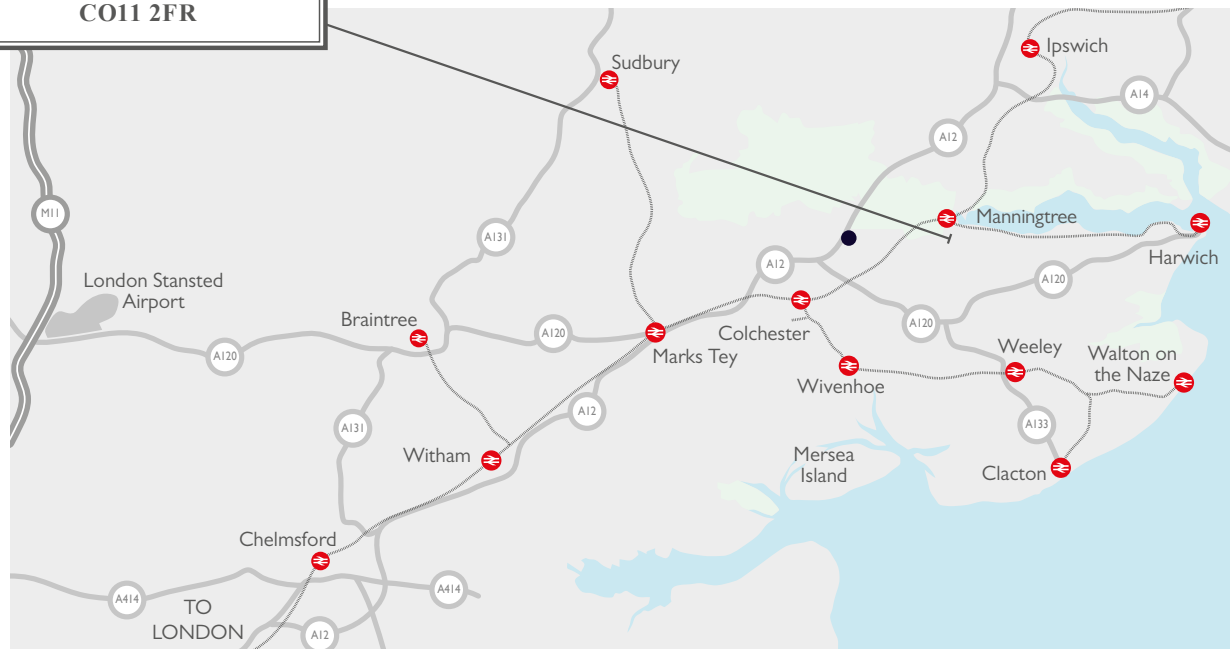 CO11 2FR
Ipswich
Sudbury
A14
A12
M11
Manningtree
A131
Harwich
A12
A120
London Stansted
Airport
Braintree
A120
A120
A120
Colchester
Marks Tey
Weeley
Walton on
the Naze
Wivenhoe
A12
A133
A131
Witham
Mersea
Island
Clacton
Chelmsford
A414
A414
TO
LONDON
A12